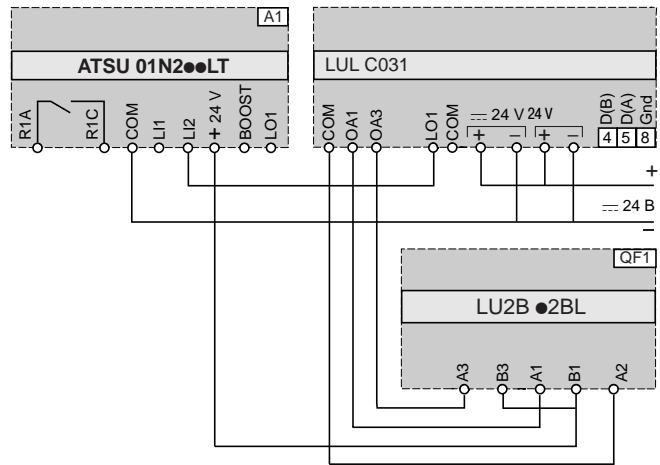 A1
ATSU 01N2●●LT
R1A R1C COM LI1 LI2 + 24 V BOOST LO1
LUL C031
COM OA1 OA3 LO1 COM ⎓ 24 V 24 V D(B) D(A) Gnd
+ – + – 4 5 8
+
⎓ 24 В
–
QF1
LU2B ●2BL
A3 B3 A1 B1 A2